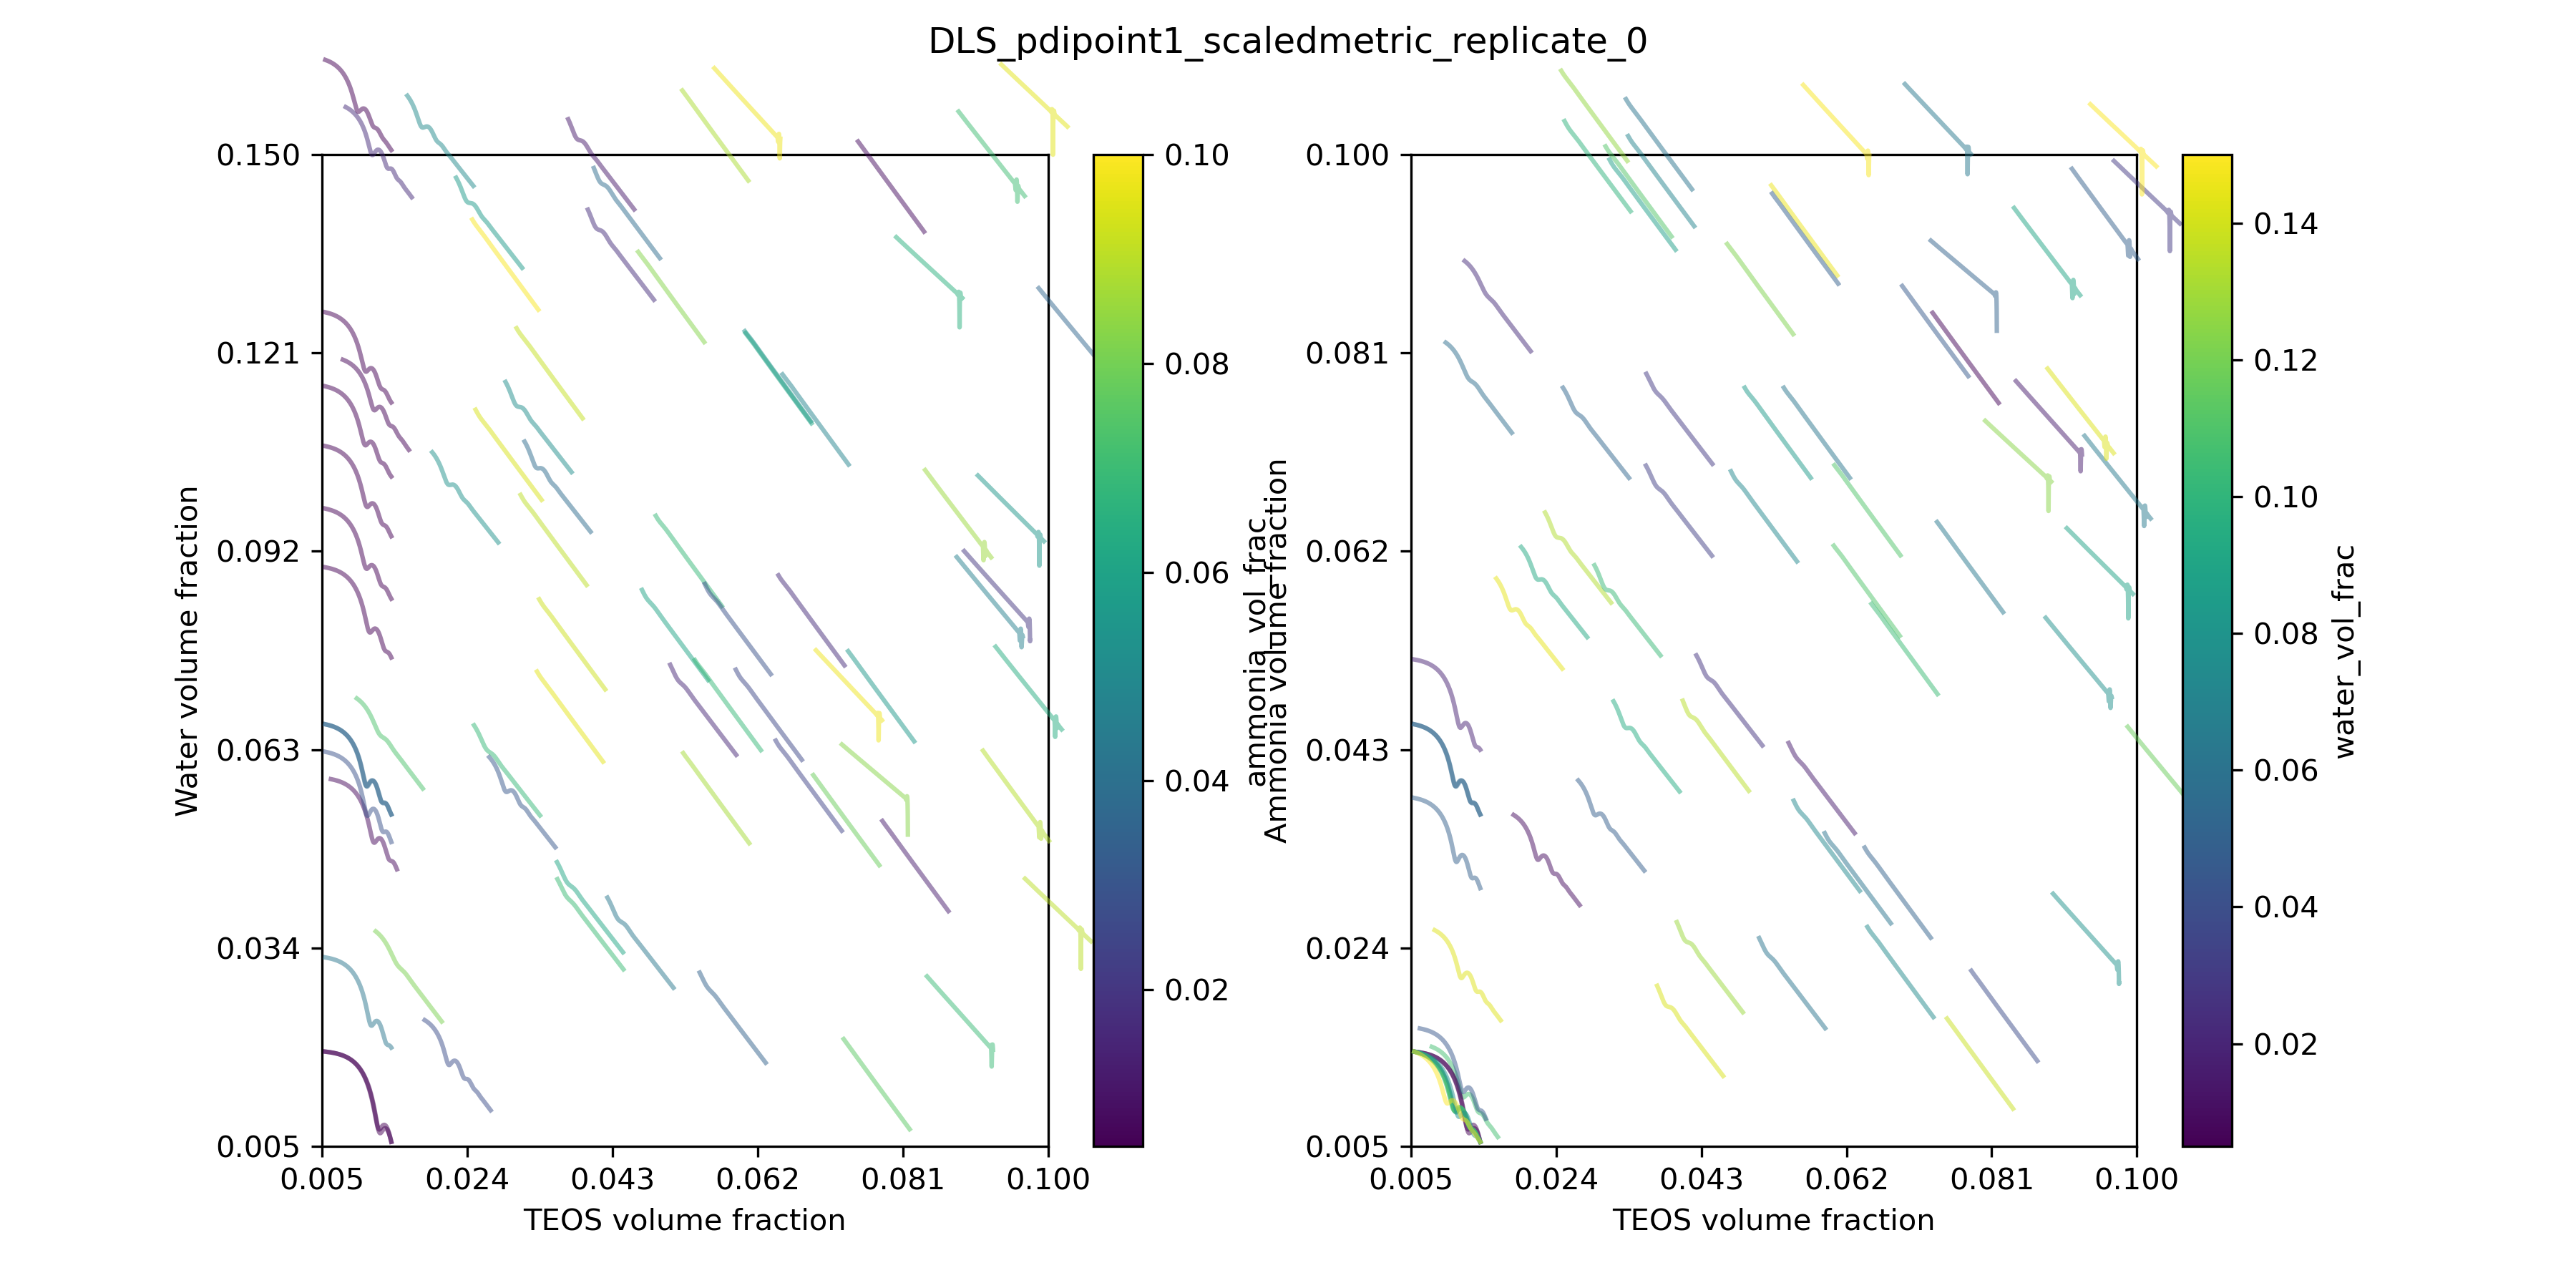 DLS_pdipoint1_scaledmetric_replicate_0
0.150
0.121
0.092
0.063
0.034
0.005
Water volume fraction
0.005 0.024 0.043 0.062 0.081 0.100
TEOS volume fraction
0.10
0.08
0.06
0.04
0.02
ammonia_vol_frac
Ammonia volume fraction
0.100
0.081
0.062
0.043
0.024
0.005
0.005 0.024 0.043 0.062 0.081 0.100
TEOS volume fraction
0.14
0.12
0.10
0.08
0.06
0.04
0.02
water_vol_frac